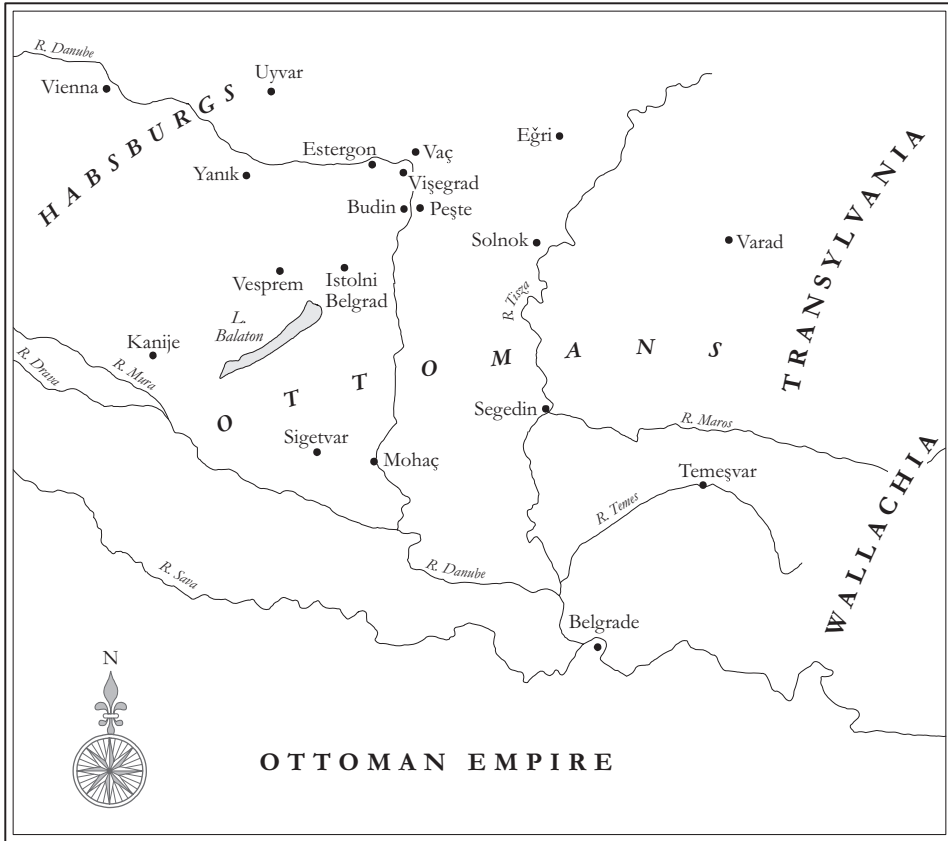 R. Danube
Vienna
Uyvar
HABSBURGS
Estergon
Vaç
Eğri
Yanık
Vişegrad
Budin
Peşte
Solnok
Varad
TRANSYLVANIA
Vesprem
Istolni
Belgrad
R. Tisza
L.
Balaton
Kanije
R. Drava
R. Mura
OTTOMANS
Segedin
R. Maros
Sigetvar
Mohaç
Temeşvar
WALLACHIA
R. Temes
R. Danube
R. Sava
Belgrade
N
OTTOMAN EMPIRE